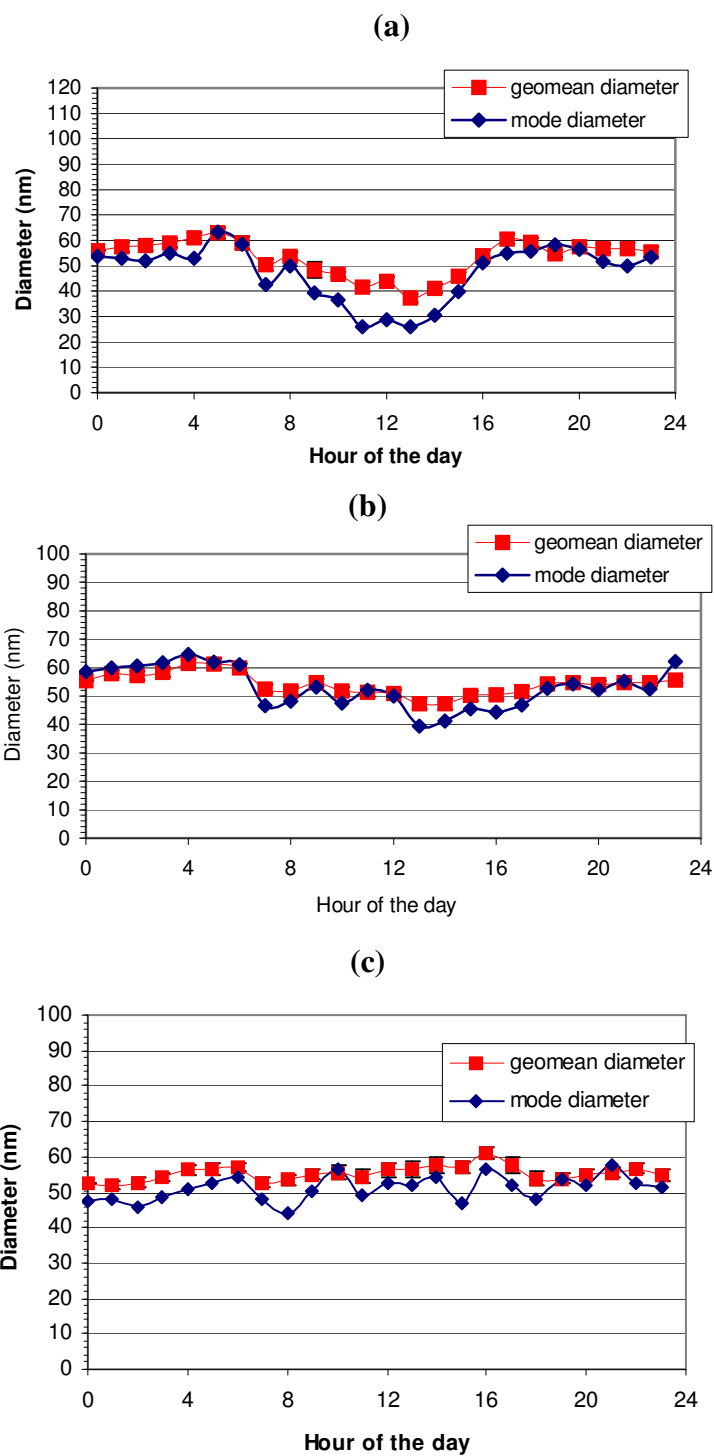 (a)
geomean diameter
mode diameter
120
110
100
90
80
70
60
50
40
30
20
10
0
Diameter (nm)
0 4 8 12 16 20 24
Hour of the day
(b)
geomean diameter
mode diameter
100
90
80
70
60
50
40
30
20
10
0
Diameter (nm)
0 4 8 12 16 20 24
Hour of the day
(c)
geomean diameter
mode diameter
100
90
80
70
60
50
40
30
20
10
0
Diameter (nm)
0 4 8 12 16 20 24
Hour of the day